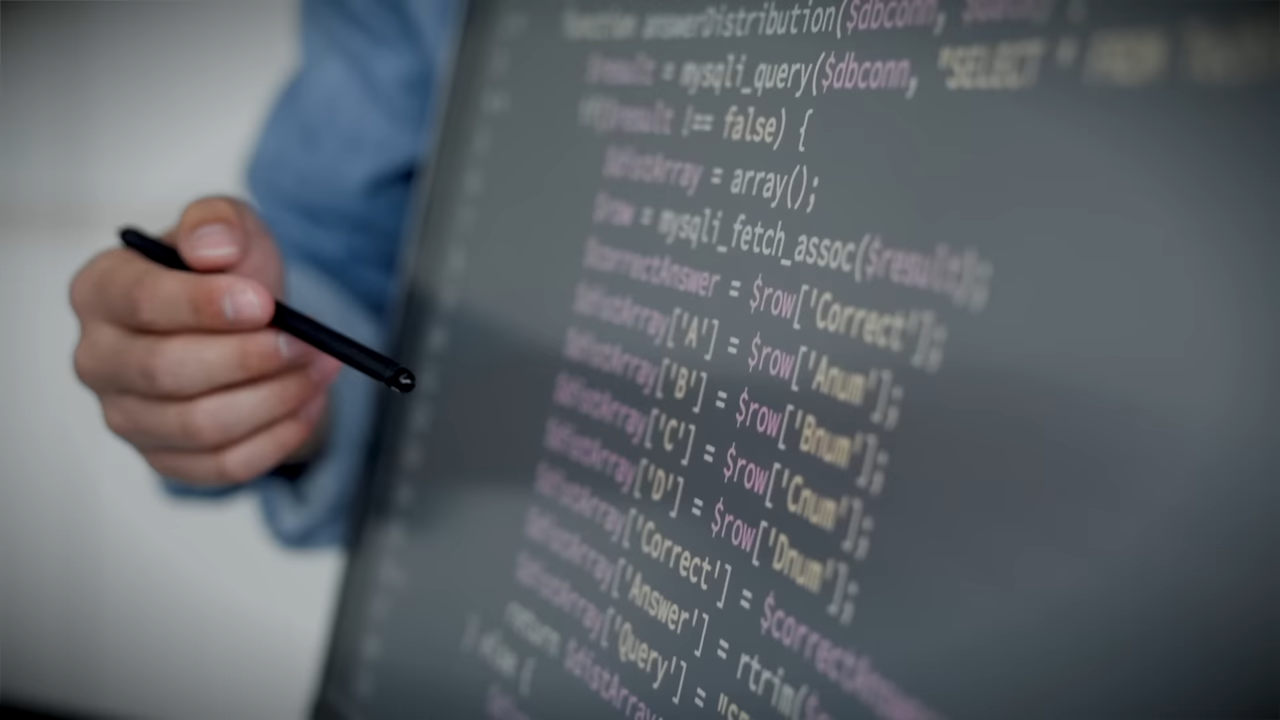 function answerDistribution($dbconn,
$result = mysqli_query($dbconn, "SELECT * FROM
if($result !== false) {
$distArray = array();
$row = mysqli_fetch_assoc($result);
$correctAnswer = $row['Correct'];
$distArray['A'] = $row['Anum'];
$distArray['B'] = $row['Bnum'];
$distArray['C'] = $row['Cnum'];
$distArray['D'] = $row['Dnum'];
$distArray['Correct'] = $correctAnswer
$distArray['Answer'] = rtrim(
$distArray['Query'] =
return $distArray
} else {